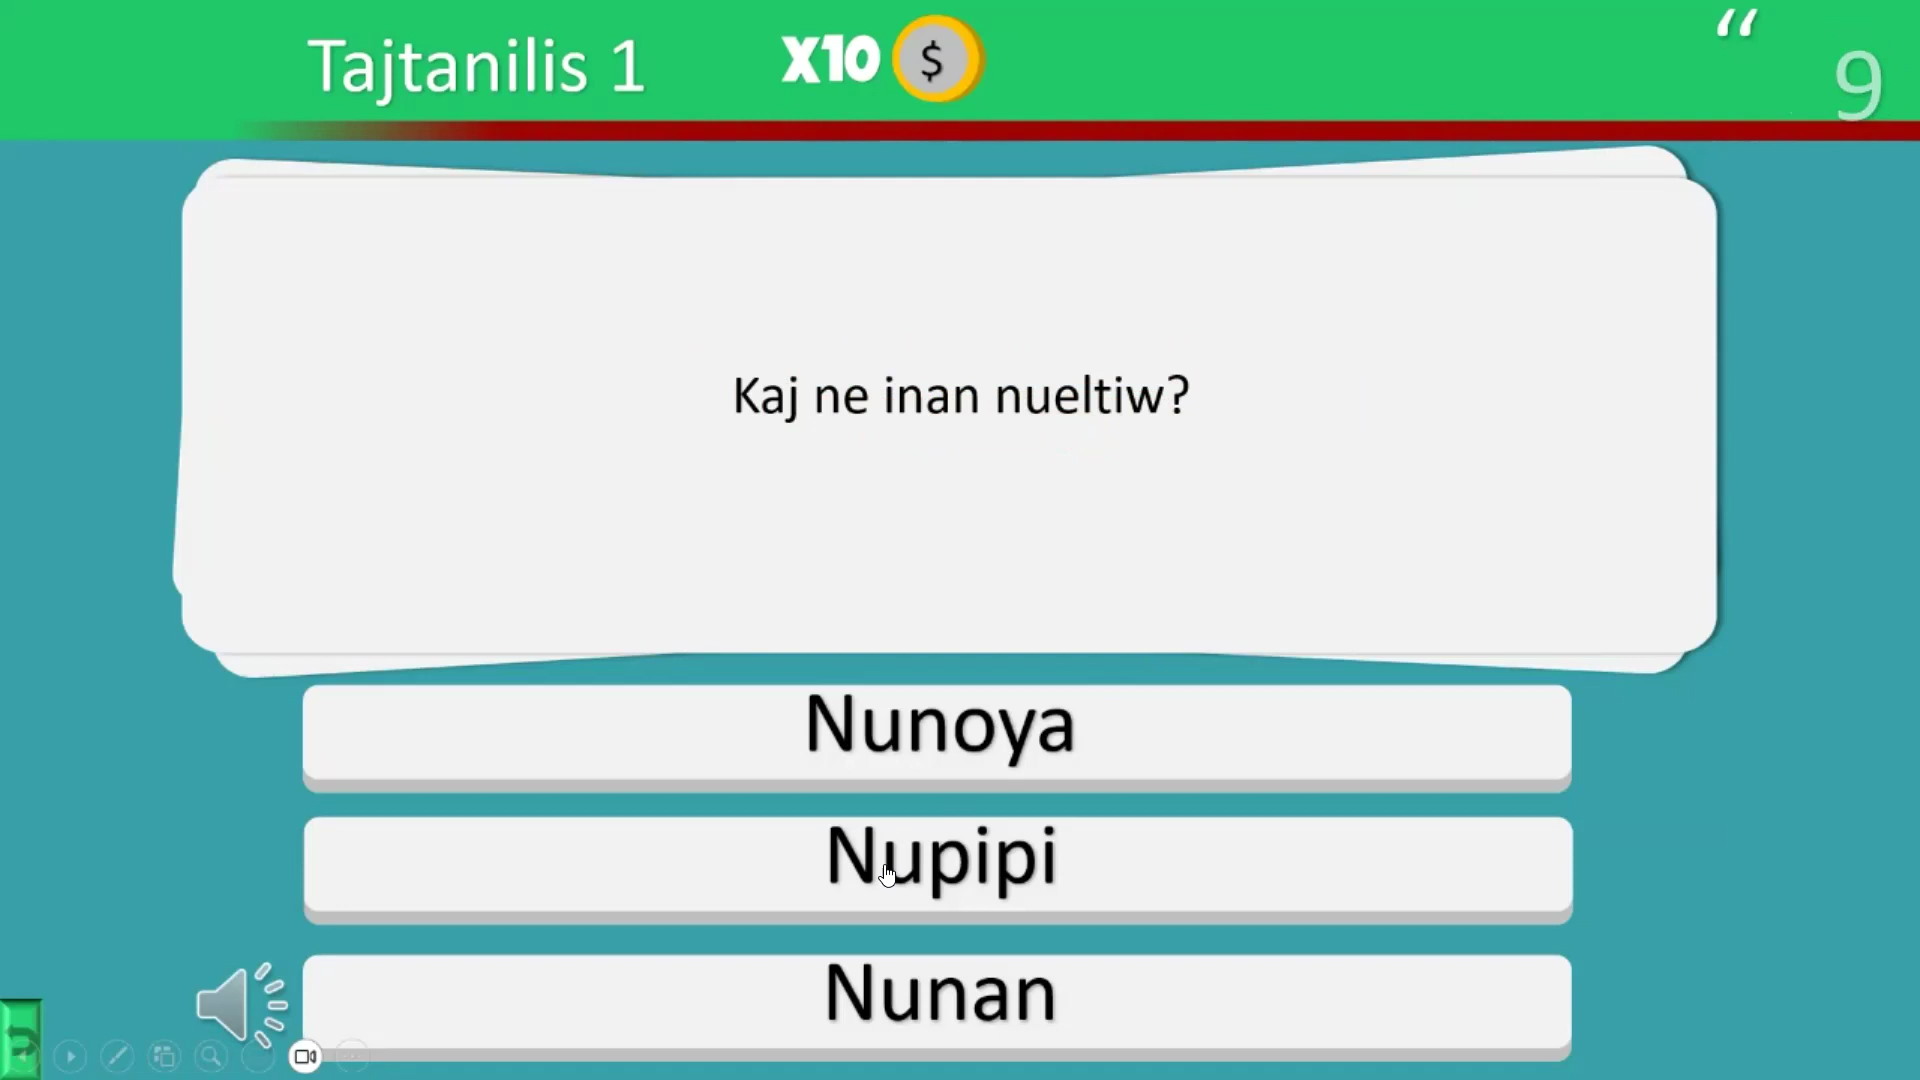 Tajtanilis 1
X10 $
“
9
Kaj ne inan nueltiw?
Nunoya
Nupipi
Nunan